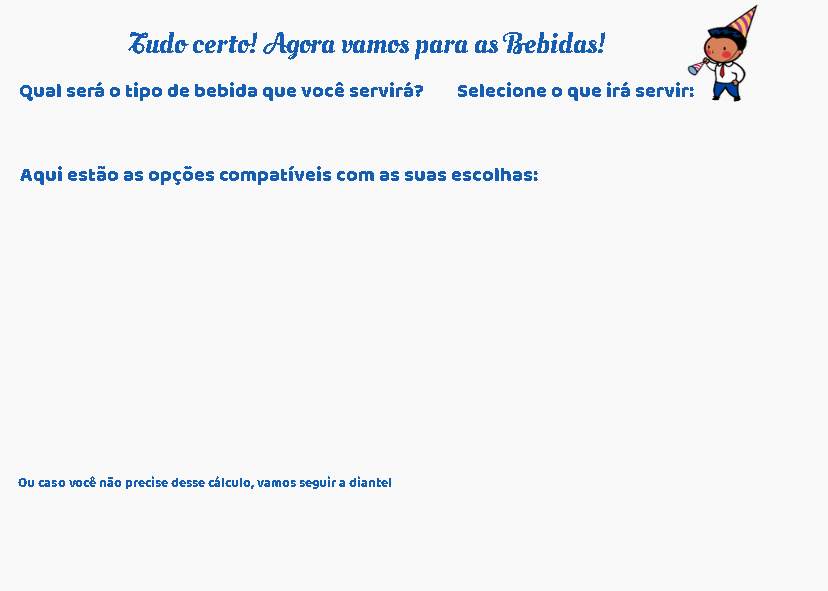 Tudo certo! Agora vamos para as Bebidas!
Qual será o tipo de bebida que você servirá? Selecione o que irá servir:
Aqui estão as opções compatíveis com as suas escolhas:
Ou caso você não precise desse cálculo, vamos seguir a diante!